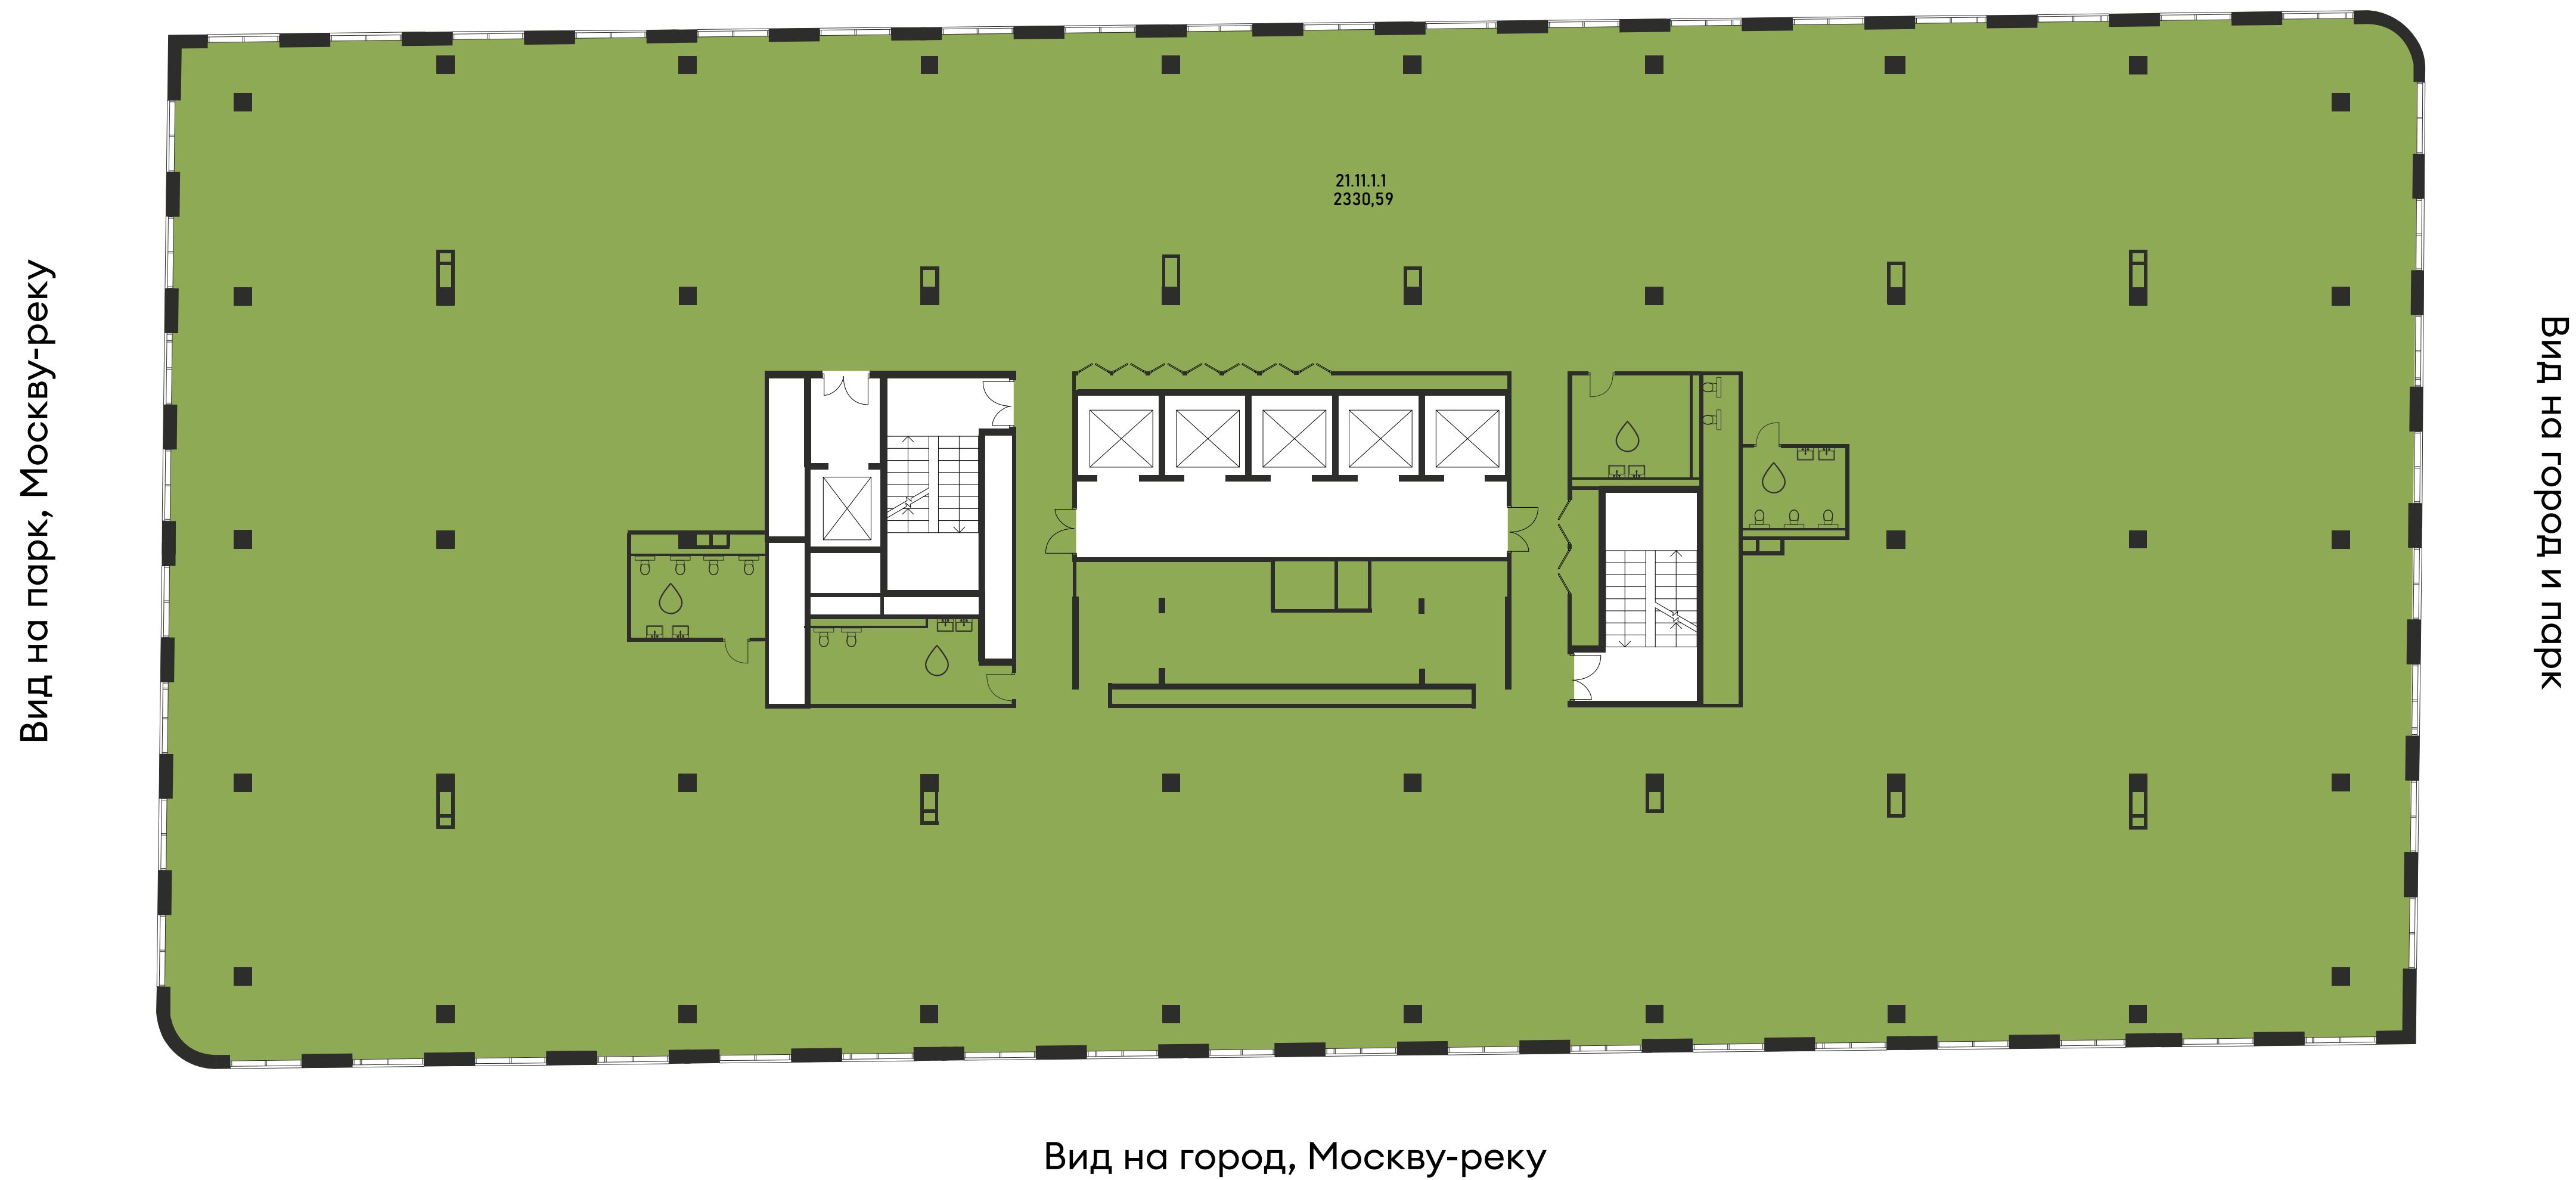 21.11.1.1
2330,59
Вид на парк, Москву-реку
Вид на город и парк
Вид на город, Москву-реку